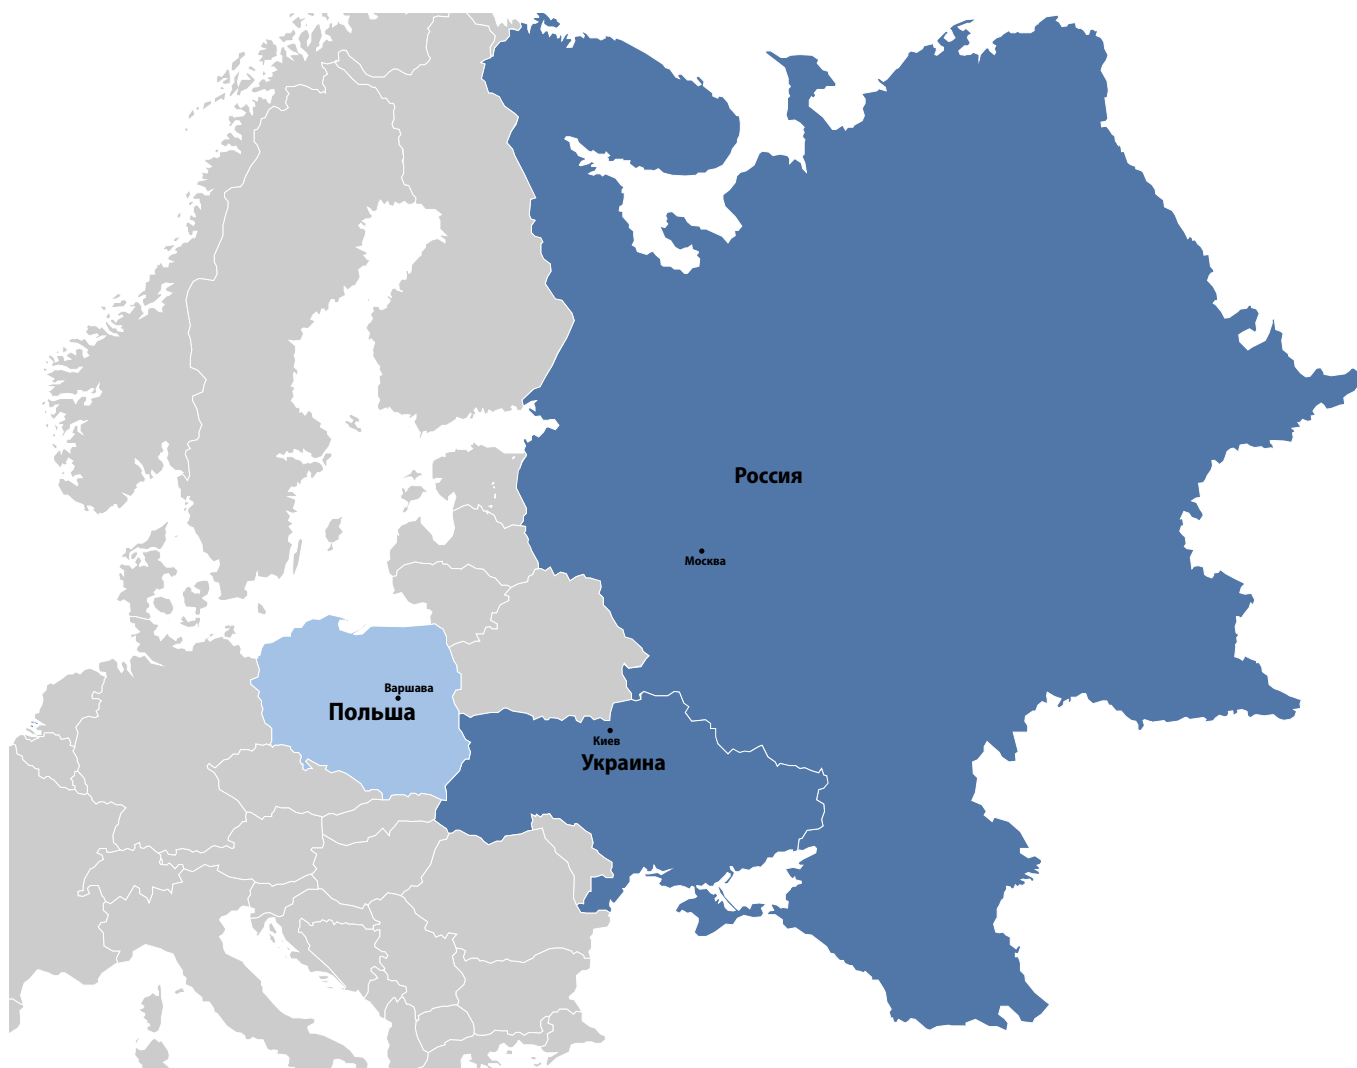 Россия
Москва
Варшава
Польша
Киев
Украина